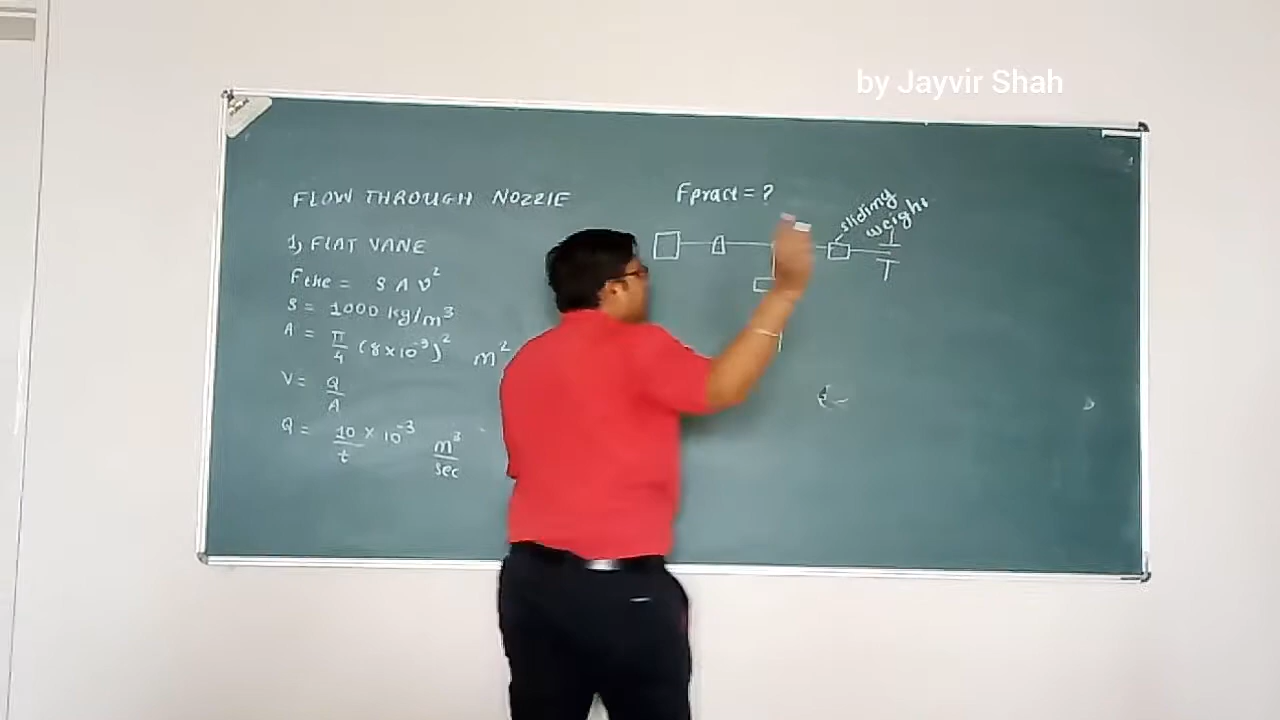 by Jayvir Shah
FLOW THROUGH NOZZLE
1) FLAT VANE
Fthe = S A V²
S = 1000 kg/m³
A = π/4 (8×10⁻³)² m²
V = Q/A
Q = 10/t × 10⁻³ m³/sec
Fpract = ?
sliding
weight